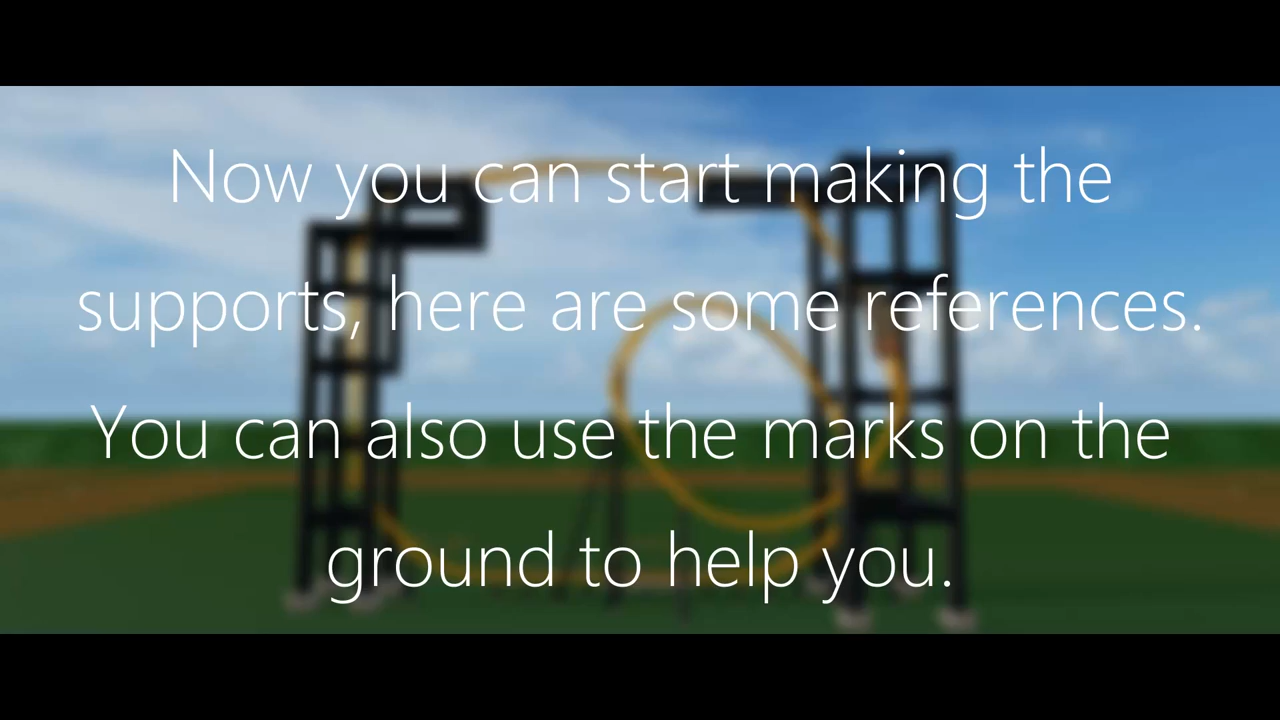 Now you can start making the
supports, here are some references.
You can also use the marks on the
ground to help you.